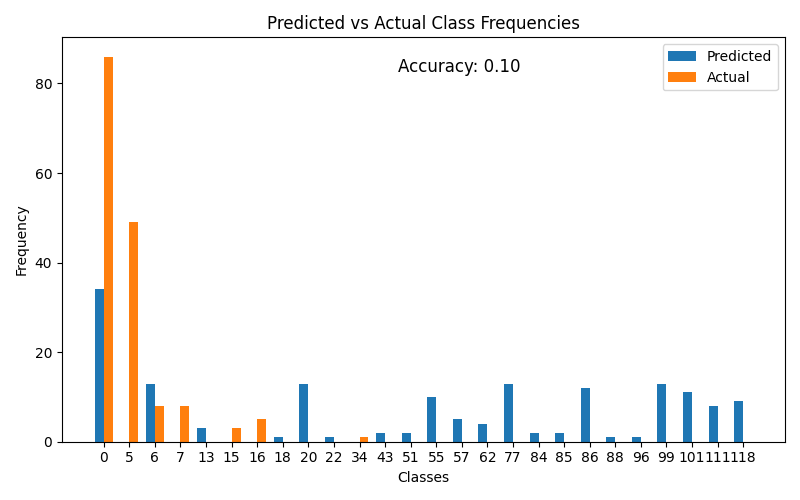 Predicted vs Actual Class Frequencies
Accuracy: 0.10
Predicted
Actual
80
60
40
20
0
Frequency
0 5 6 7 13 15 16 18 20 22 34 43 51 55 57 62 77 84 85 86 88 96 99 101 111 118
Classes